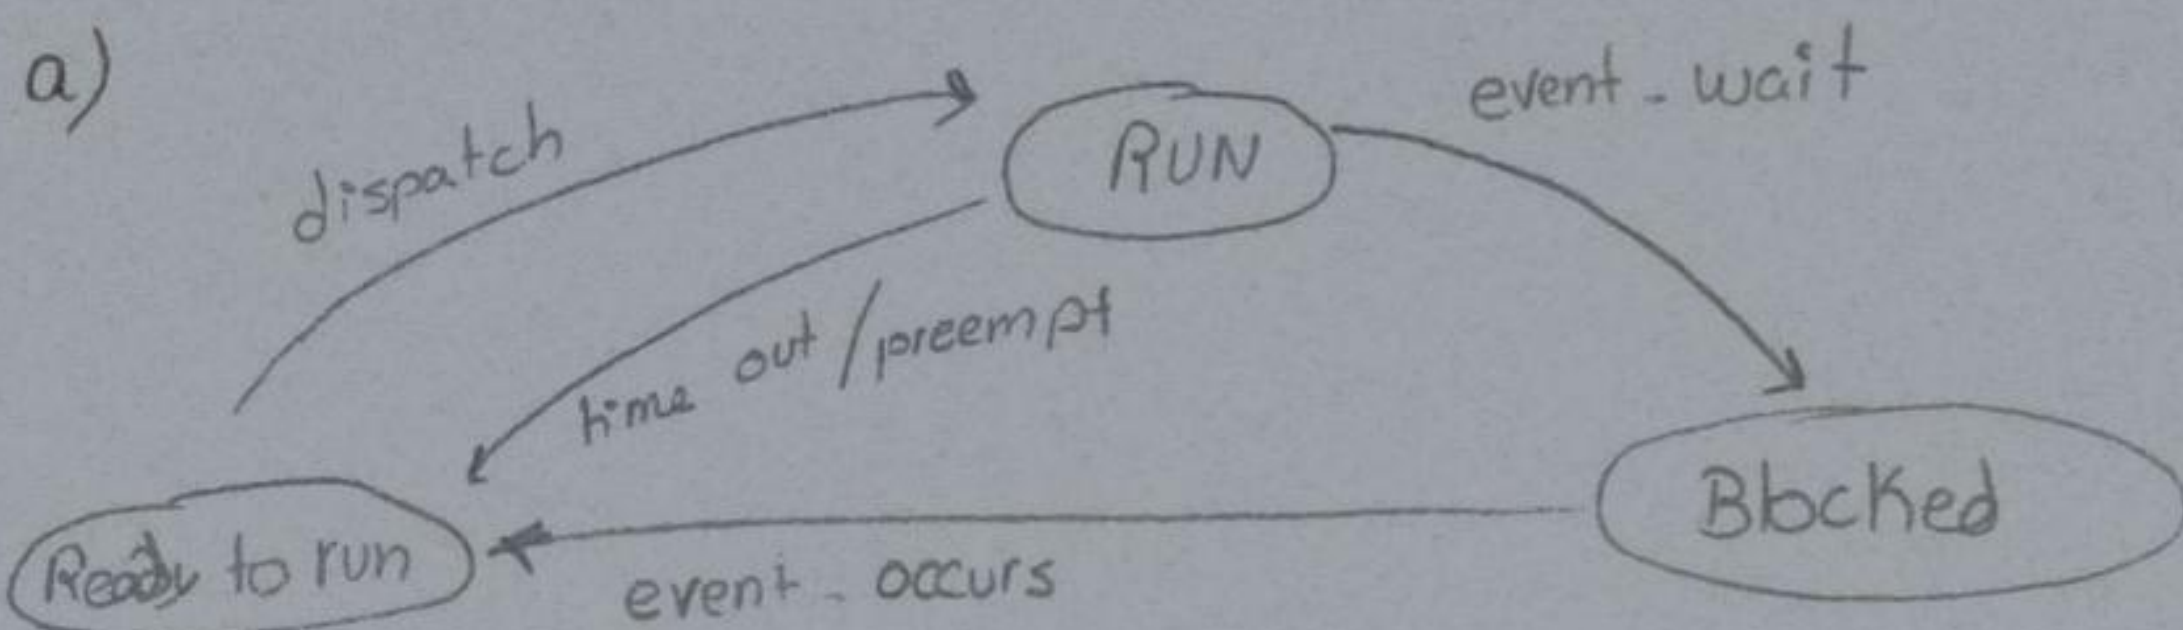 a)
dispatch
RUN
event_wait
time out/preempt
Ready to run
event_occurs
Blocked